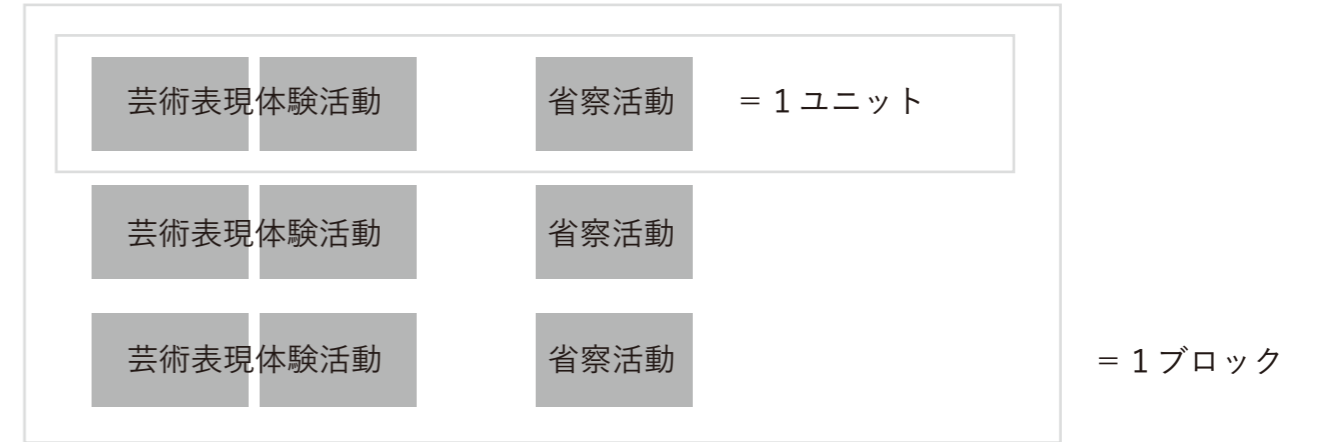 芸術表現体験活動 省察活動 = 1 ユニット
芸術表現体験活動 省察活動
芸術表現体験活動 省察活動 = 1 ブロック